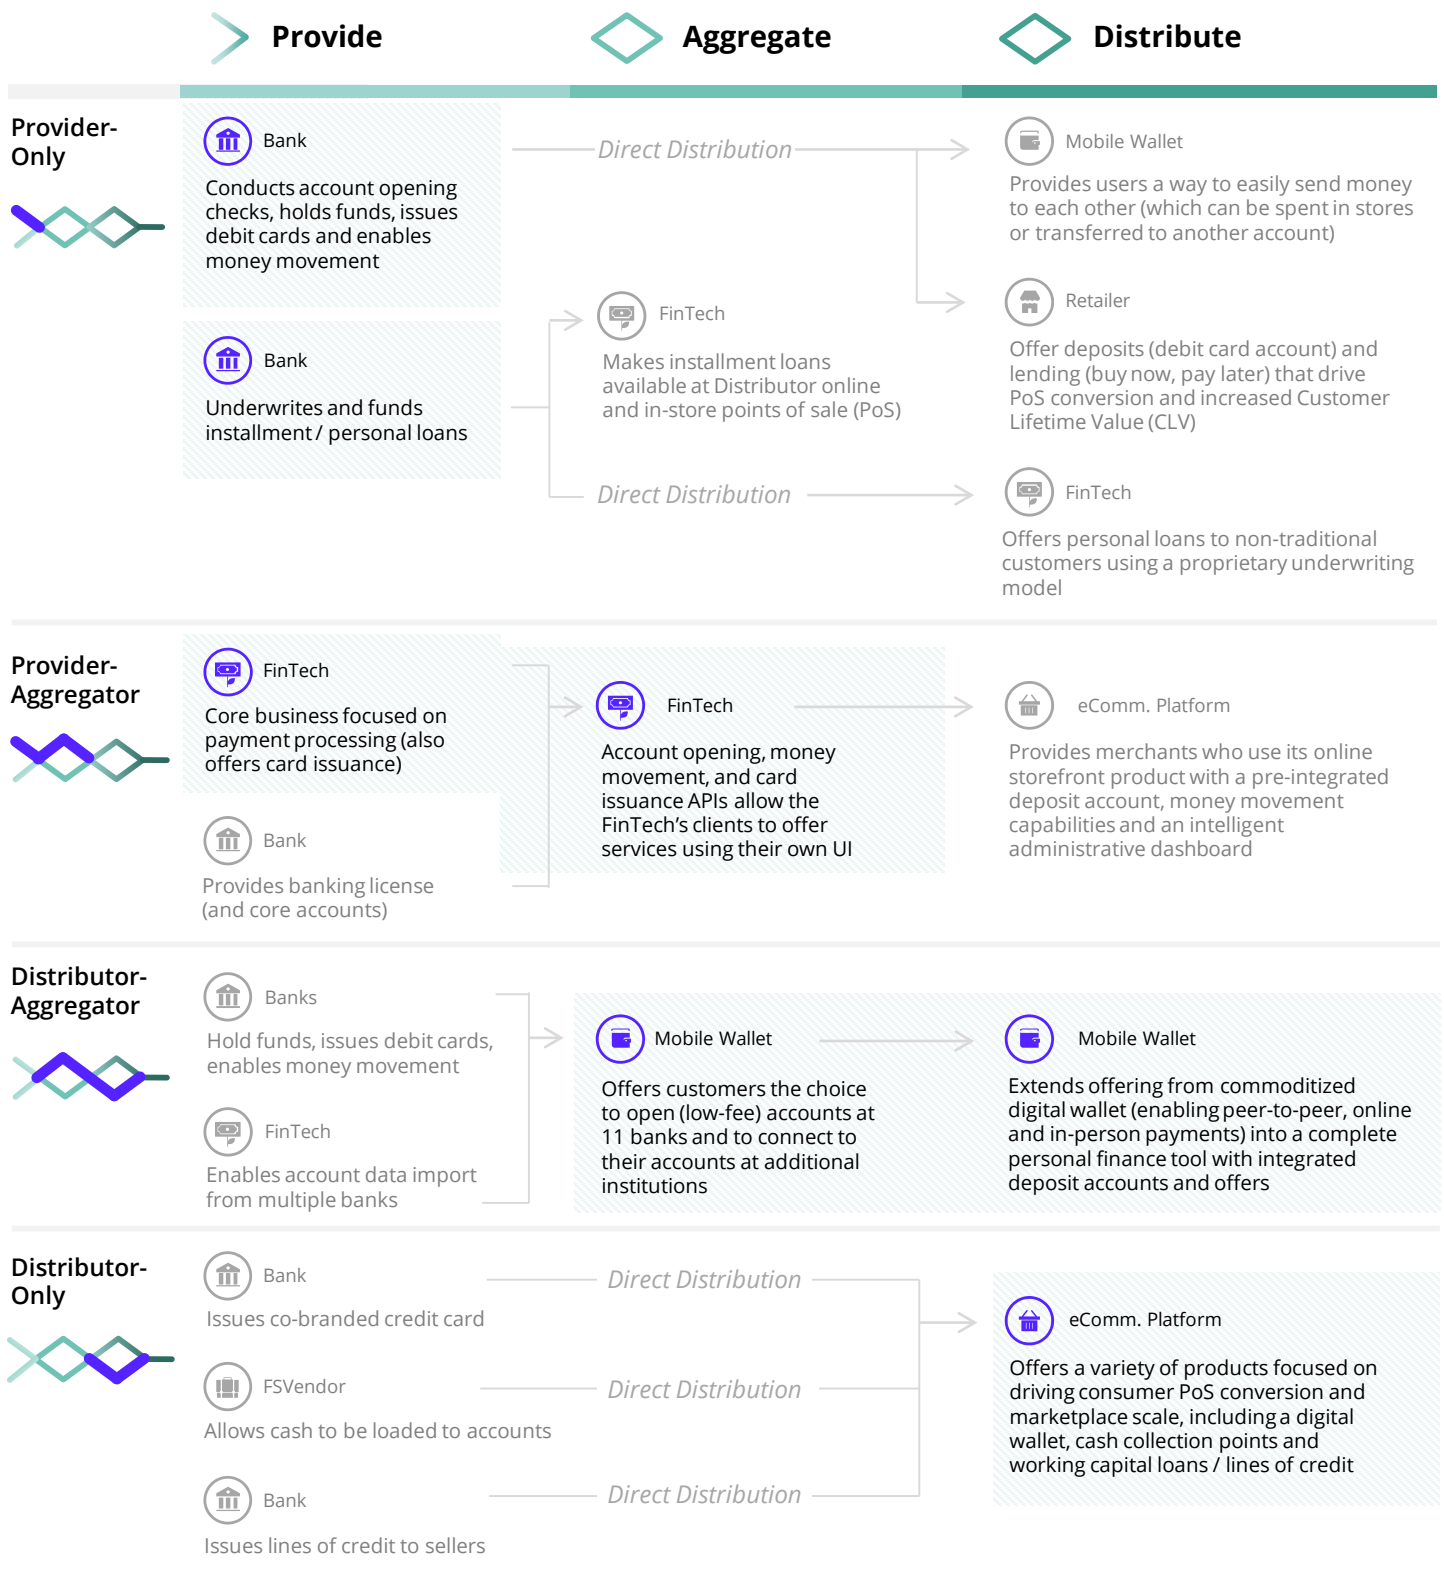 Provide
Aggregate
Distribute
Provider-
Only
Bank
Conducts account opening
checks, holds funds, issues
debit cards and enables
money movement
Direct Distribution
Mobile Wallet
Provides users a way to easily send money
to each other (which can be spent in stores
or transferred to another account)
Bank
Underwrites and funds
installment / personal loans
FinTech
Makes installment loans
available at Distributor online
and in-store points of sale (PoS)
Retailer
Offer deposits (debit card account) and
lending (buy now, pay later) that drive
PoS conversion and increased Customer
Lifetime Value (CLV)
Direct Distribution
FinTech
Offers personal loans to non-traditional
customers using a proprietary underwriting
model
Provider-
Aggregator
FinTech
Core business focused on
payment processing (also
offers card issuance)
Bank
Provides banking license
(and core accounts)
FinTech
Account opening, money
movement, and card
issuance APIs allow the
FinTech's clients to offer
services using their own UI
eComm. Platform
Provides merchants who use its online
storefront product with a pre-integrated
deposit account, money movement
capabilities and an intelligent
administrative dashboard
Distributor-
Aggregator
Banks
Hold funds, issues debit cards,
enables money movement
FinTech
Enables account data import
from multiple banks
Mobile Wallet
Offers customers the choice
to open (low-fee) accounts at
11 banks and to connect to
their accounts at additional
institutions
Mobile Wallet
Extends offering from commoditized
digital wallet (enabling peer-to-peer, online
and in-person payments) into a complete
personal finance tool with integrated
deposit accounts and offers
Distributor-
Only
Bank
Issues co-branded credit card
Direct Distribution
FSVendor
Allows cash to be loaded to accounts
Direct Distribution
Bank
Issues lines of credit to sellers
Direct Distribution
eComm. Platform
Offers a variety of products focused on
driving consumer PoS conversion and
marketplace scale, including a digital
wallet, cash collection points and
working capital loans / lines of credit